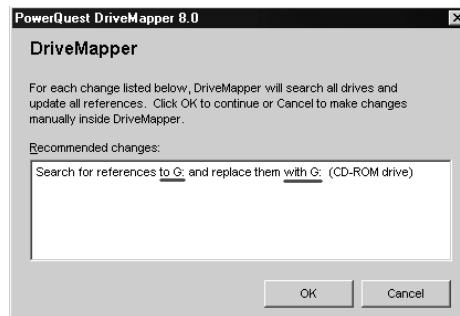 PowerQuest DriveMapper 8.0
DriveMapper
For each change listed below, DriveMapper will search all drives and
update all references. Click OK to continue or Cancel to make changes
manually inside DriveMapper.
Recommended changes:
Search for references to G: and replace them with G: (CD-ROM drive)
OK
Cancel